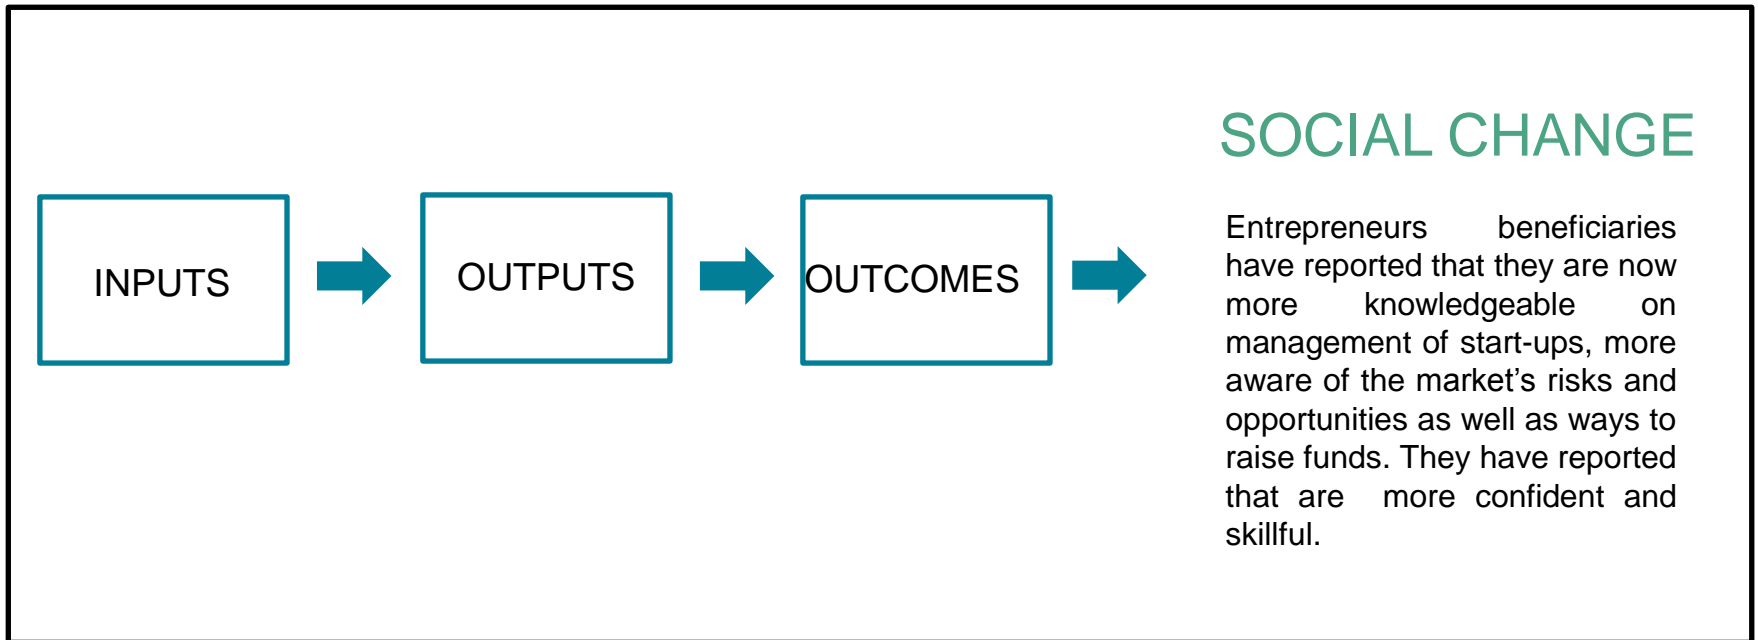 INPUTS
OUTPUTS
OUTCOMES
SOCIAL CHANGE
Entrepreneurs beneficiaries
have reported that they are now
more knowledgeable on
management of start-ups, more
aware of the market’s risks and
opportunities as well as ways to
raise funds. They have reported
that are more confident and
skillful.